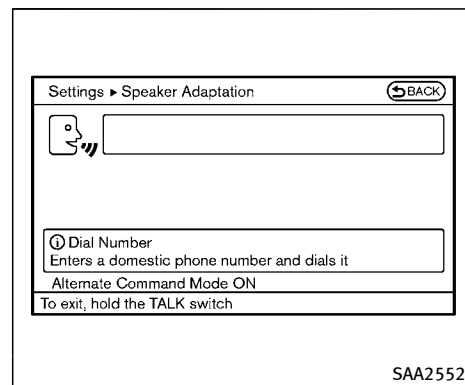 Settings ▸ Speaker Adaptation
BACK
Dial Number
Enters a domestic phone number and dials it
Alternate Command Mode ON
To exit, hold the TALK switch
SAA2552